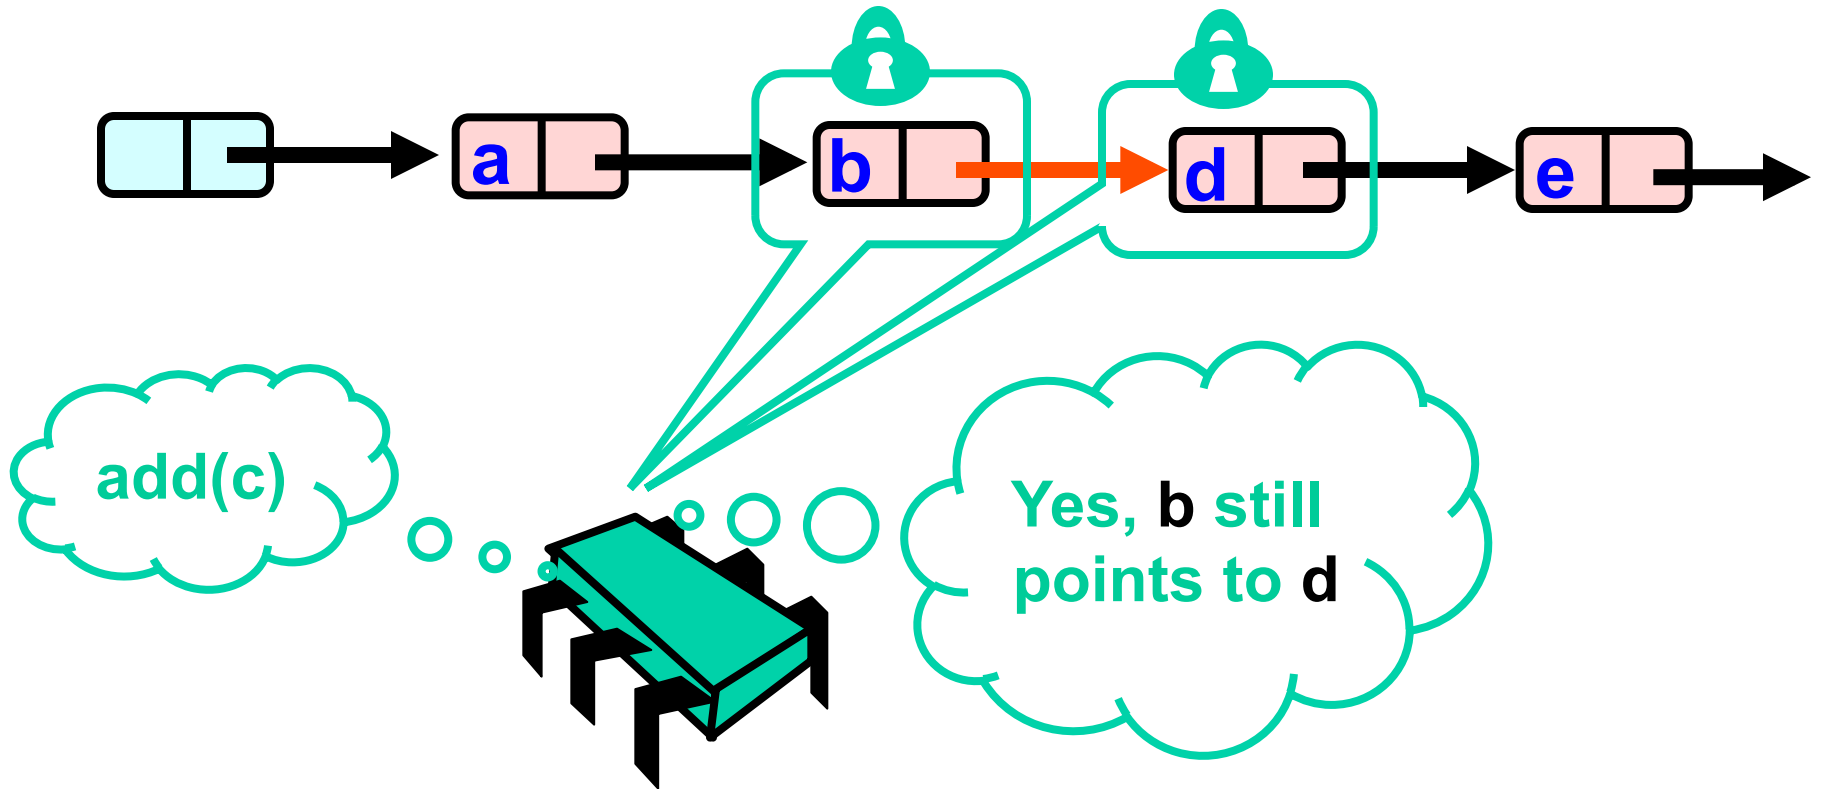 a
b
d
e
add(c)
Yes, b still
points to d